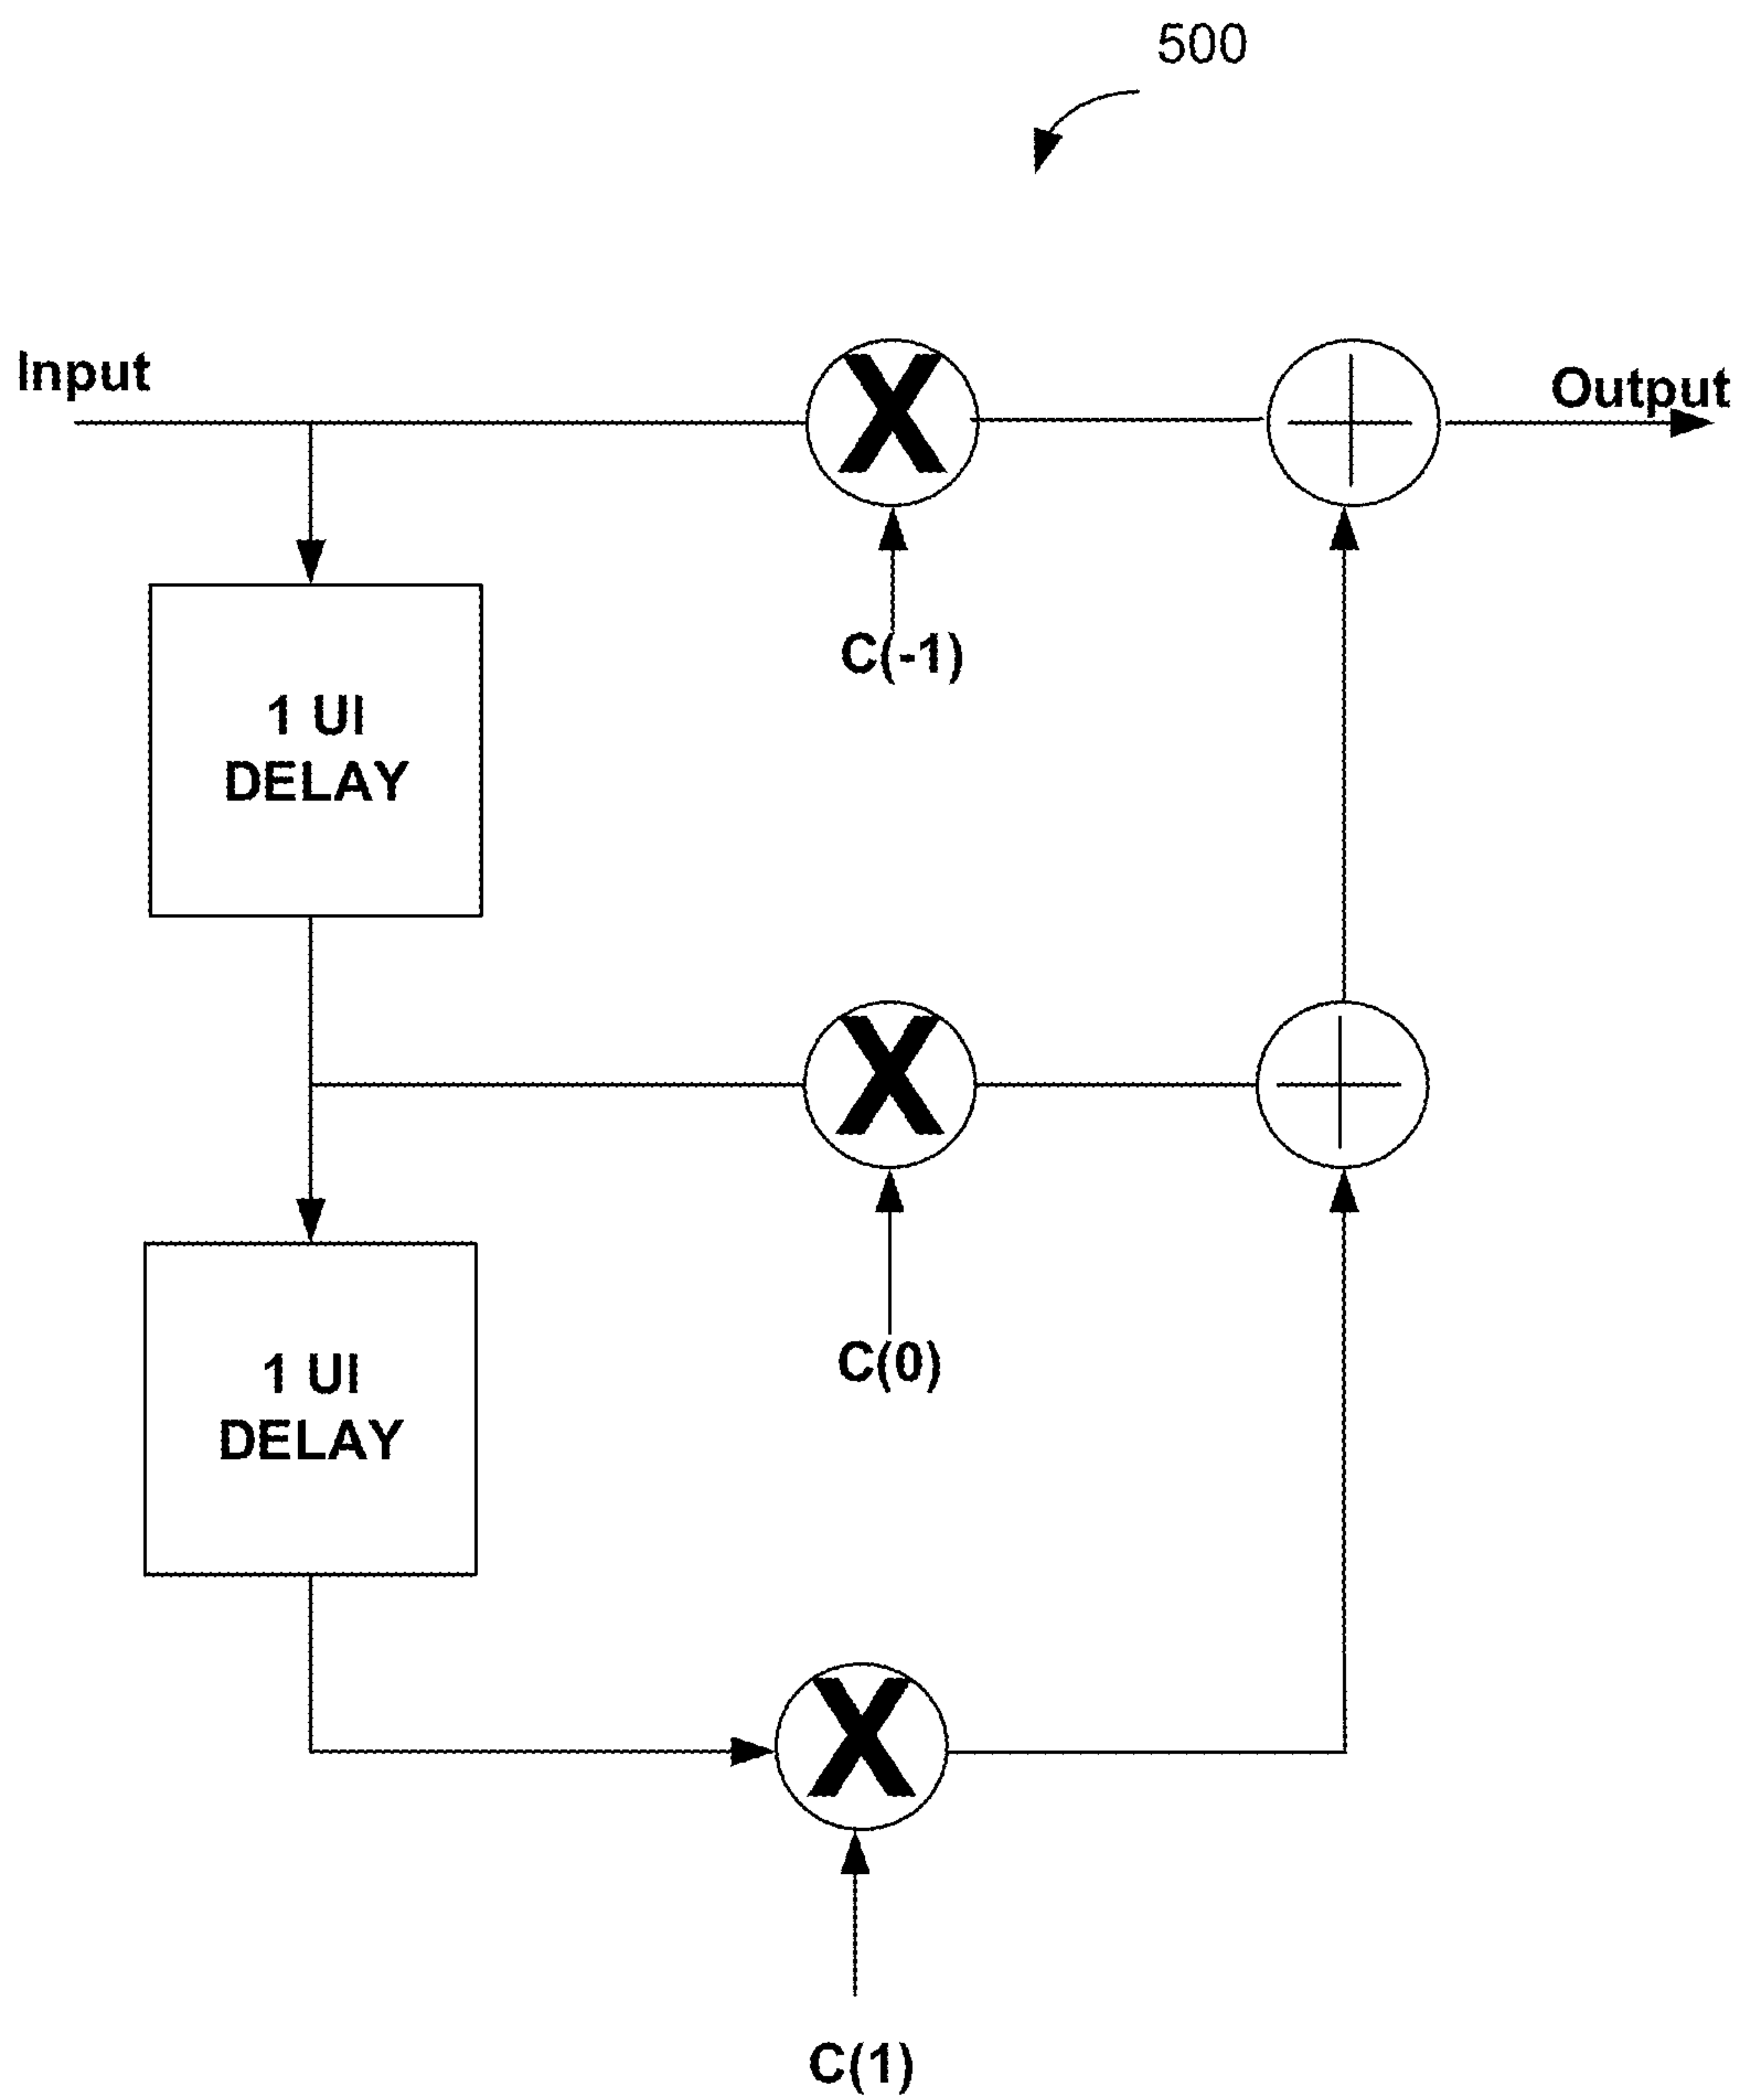 500
Input
Output
X
C(-1)
1 UI
DELAY
X
C(0)
1 UI
DELAY
X
C(1)